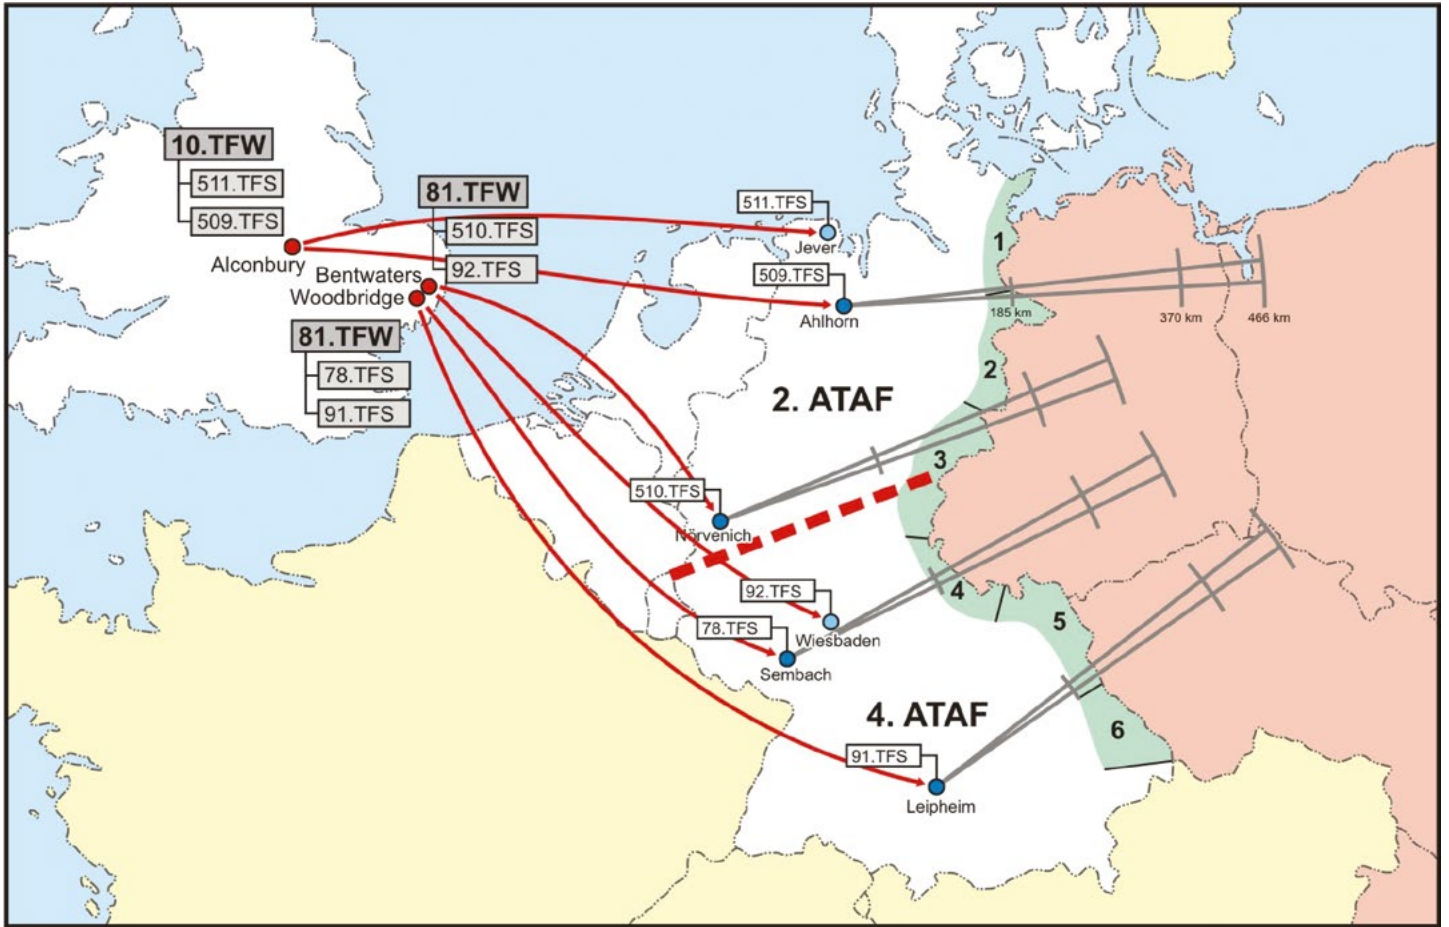 10.TFW
511.TFS
509.TFS
Alconbury
81.TFW
510.TFS
92.TFS
Bentwaters
Woodbridge
81.TFW
78.TFS
91.TFS
511.TFS
Jever
509.TFS
Ahlhorn
1
185 km
370 km
466 km
2
2. ATAF
3
510.TFS
Nörvenich
92.TFS
Wiesbaden
78.TFS
Sembach
4
5
4. ATAF
6
91.TFS
Leipheim